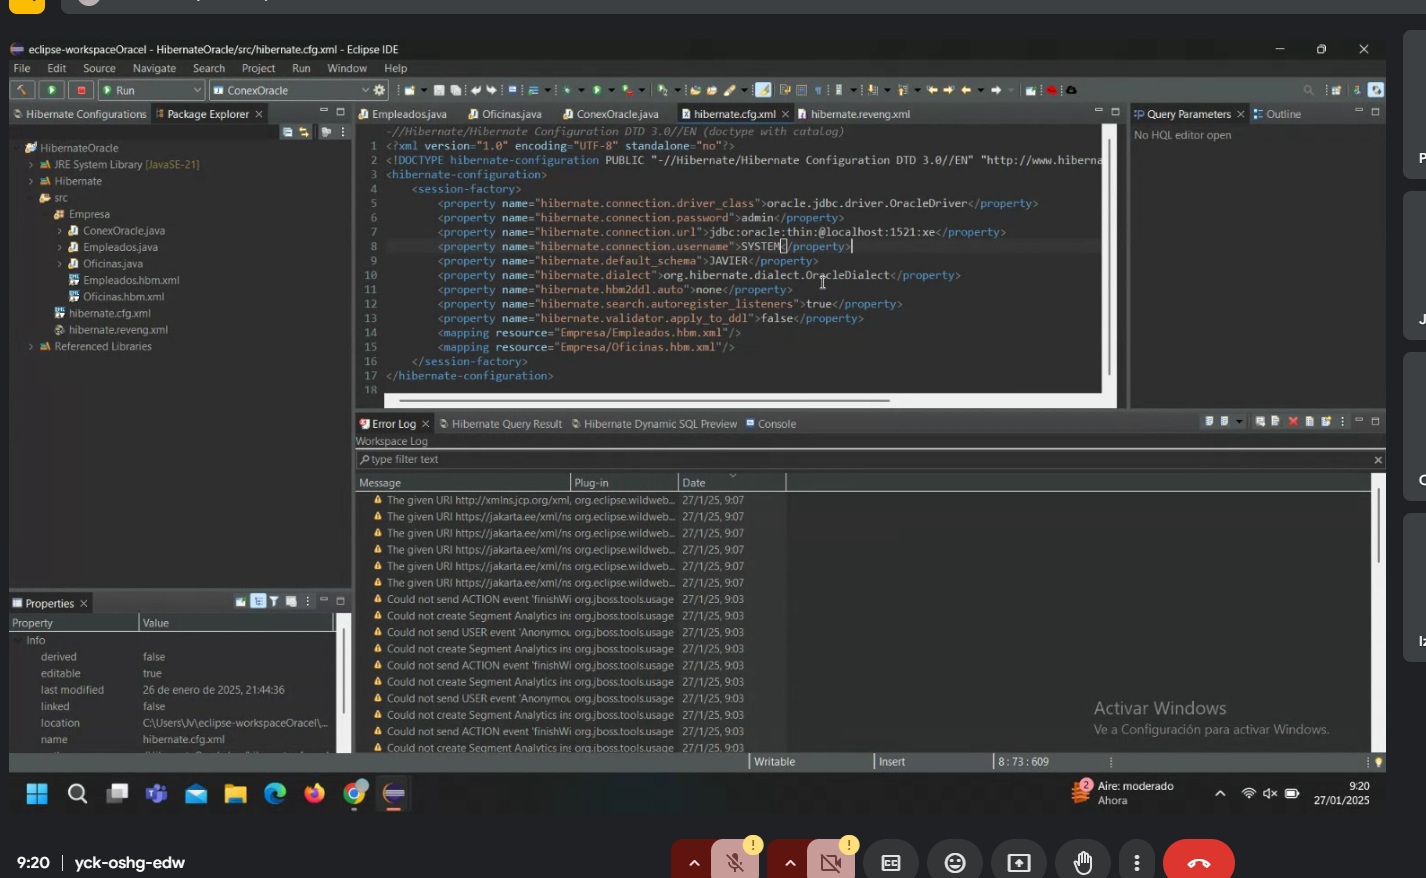 eclipse-workspaceOracel - HibernateOracle/src/hibernate.cfg.xml - Eclipse IDE
File Edit Source Navigate Search Project Run Window Help
Run ConexOracle
Hibernate Configurations Package Explorer
HibernateOracle
JRE System Library [JavaSE-21]
Hibernate
src
Empresa
ConexOracle.java
Empleados.java
Oficinas.java
Empleados.hbm.xml
Oficinas.hbm.xml
hibernate.cfg.xml
hibernate.reveng.xml
Referenced Libraries
Empleados.java Oficinas.java ConexOracle.java hibernate.cfg.xml hibernate.reveng.xml
-//Hibernate/Hibernate Configuration DTD 3.0//EN (doctype with catalog)
1 <?xml version="1.0" encoding="UTF-8" standalone="no"?>
2 <!DOCTYPE hibernate-configuration PUBLIC "-//Hibernate/Hibernate Configuration DTD 3.0//EN" "http://www.hiberna
3 <hibernate-configuration>
4 <session-factory>
5 <property name="hibernate.connection.driver_class">oracle.jdbc.driver.OracleDriver</property>
6 <property name="hibernate.connection.password">admin</property>
7 <property name="hibernate.connection.url">jdbc:oracle:thin:@localhost:1521:xe</property>
8 <property name="hibernate.connection.username">SYSTEM</property>
9 <property name="hibernate.default_schema">JAVIER</property>
10 <property name="hibernate.dialect">org.hibernate.dialect.OracleDialect</property>
11 <property name="hibernate.hbm2ddl.auto">none</property>
12 <property name="hibernate.search.autoregister_listeners">true</property>
13 <property name="hibernate.validator.apply_to_ddl">false</property>
14 <mapping resource="Empresa/Empleados.hbm.xml"/>
15 <mapping resource="Empresa/Oficinas.hbm.xml"/>
16 </session-factory>
17 </hibernate-configuration>
18
Query Parameters Outline
No HQL editor open
Error Log Hibernate Query Result Hibernate Dynamic SQL Preview Console
Workspace Log
type filter text
Message Plug-in Date
The given URI http://xmlns.jcp.org/xml, org.eclipse.wildweb... 27/1/25, 9:07
The given URI https://jakarta.ee/xml/ns org.eclipse.wildweb... 27/1/25, 9:07
The given URI https://jakarta.ee/xml/ns org.eclipse.wildweb... 27/1/25, 9:07
The given URI https://jakarta.ee/xml/ns org.eclipse.wildweb... 27/1/25, 9:07
The given URI https://jakarta.ee/xml/ns org.eclipse.wildweb... 27/1/25, 9:07
The given URI https://jakarta.ee/xml/ns org.eclipse.wildweb... 27/1/25, 9:07
Could not send ACTION event 'finishWi org.jboss.tools.usage 27/1/25, 9:03
Could not create Segment Analytics ins org.jboss.tools.usage 27/1/25, 9:03
Could not send USER event 'Anonymou org.jboss.tools.usage 27/1/25, 9:03
Could not create Segment Analytics ins org.jboss.tools.usage 27/1/25, 9:03
Could not send ACTION event 'finishWi org.jboss.tools.usage 27/1/25, 9:03
Could not create Segment Analytics ins org.jboss.tools.usage 27/1/25, 9:03
Could not send USER event 'Anonymou org.jboss.tools.usage 27/1/25, 9:03
Could not create Segment Analytics ins org.jboss.tools.usage 27/1/25, 9:03
Could not send ACTION event 'finishWi org.jboss.tools.usage 27/1/25, 9:03
Could not create Segment Analytics ins org.jboss.tools.usage 27/1/25, 9:03
Properties
Property Value
Info
derived false
editable true
last modified 26 de enero de 2025, 21:44:36
linked false
location C:\Users\Jv\eclipse-workspaceOracel\...
name hibernate.cfg.xml
Activar Windows
Ve a Configuración para activar Windows.
Writable Insert 8 : 73 : 609
2
Aire: moderado
Ahora
9:20
27/01/2025
9:20 | yck-oshg-edw